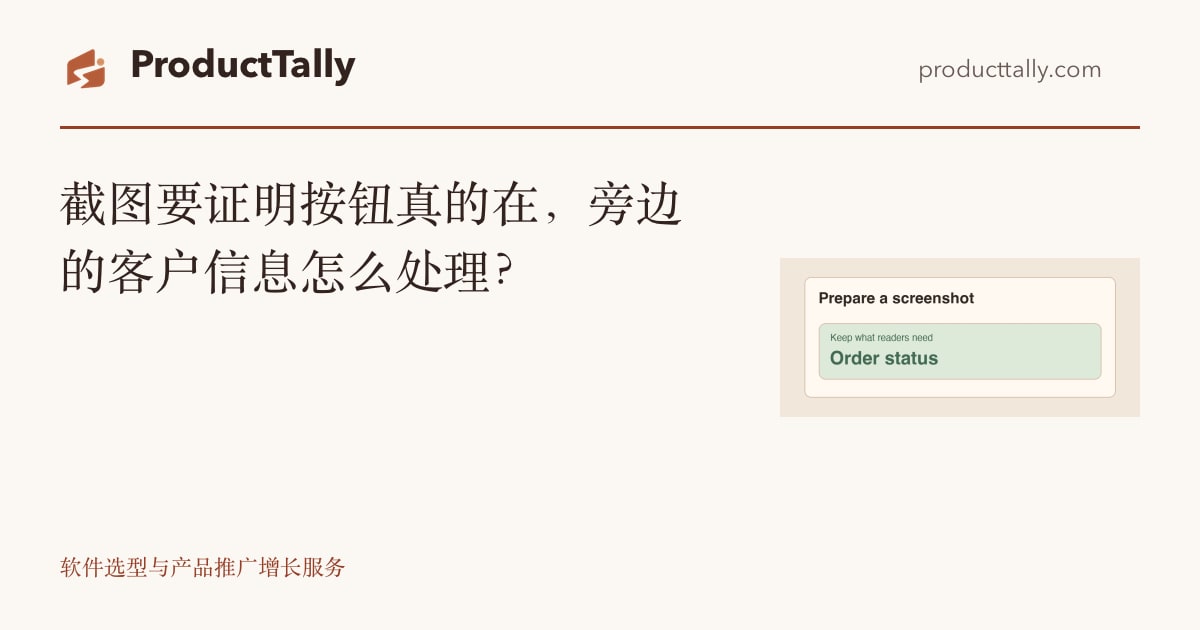 ProductTally
producttally.com
截图要证明按钮真的在，旁边
的客户信息怎么处理？
Prepare a screenshot
Keep what readers need
Order status
软件选型与产品推广增长服务